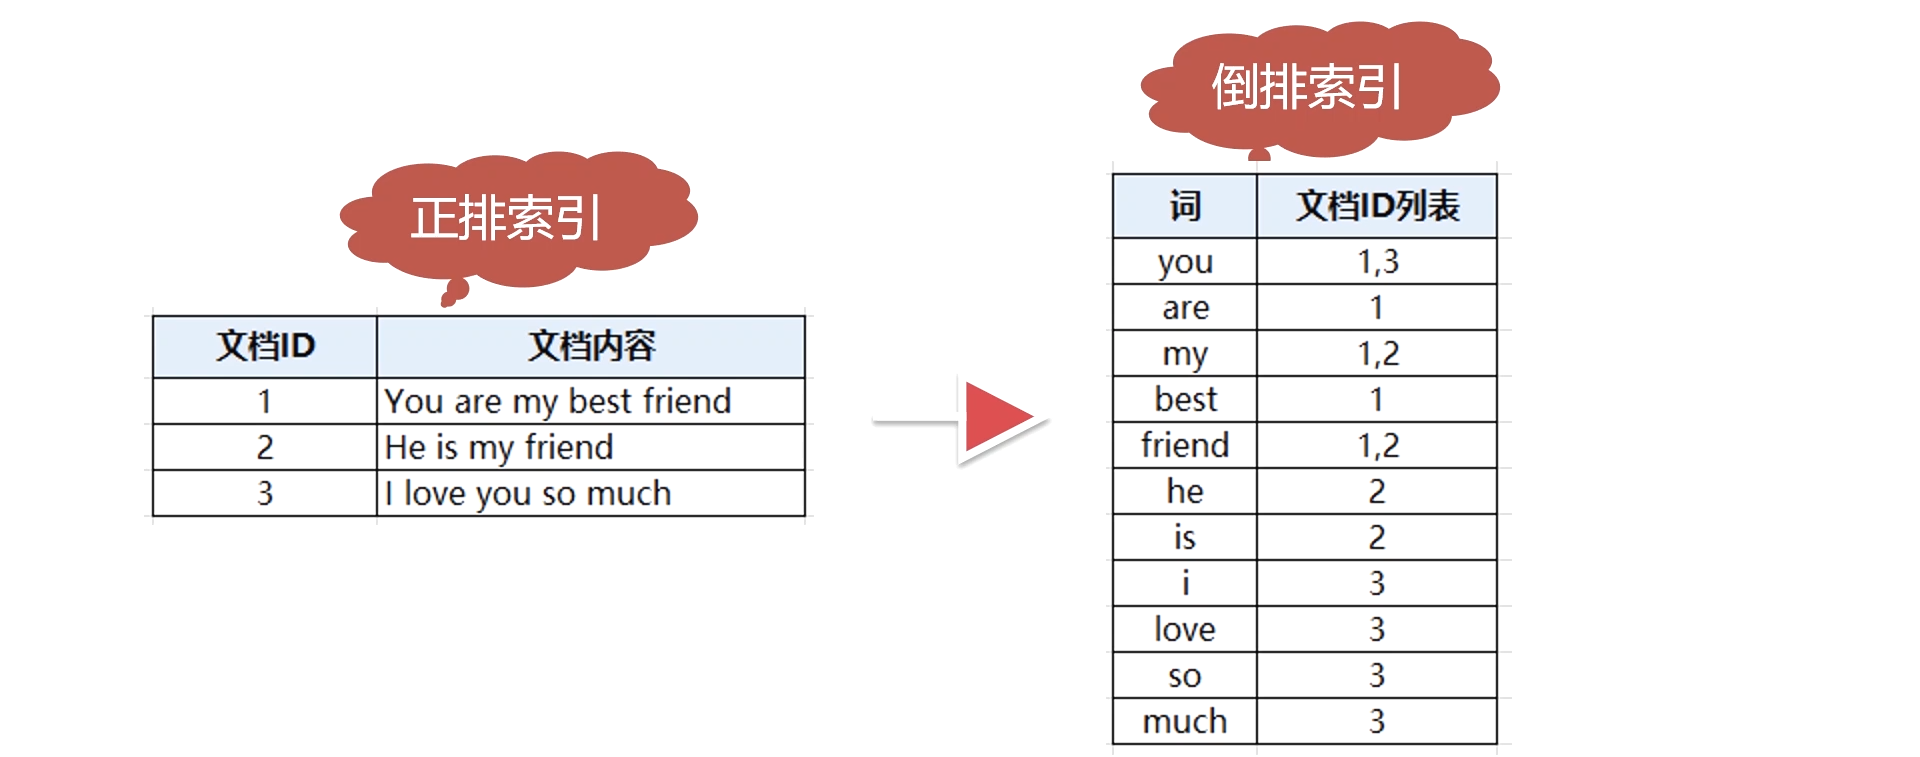 正排索引
文档ID 文档内容
1 You are my best friend
2 He is my friend
3 I love you so much
倒排索引
词 文档ID列表
you 1,3
are 1
my 1,2
best 1
friend 1,2
he 2
is 2
i 3
love 3
so 3
much 3